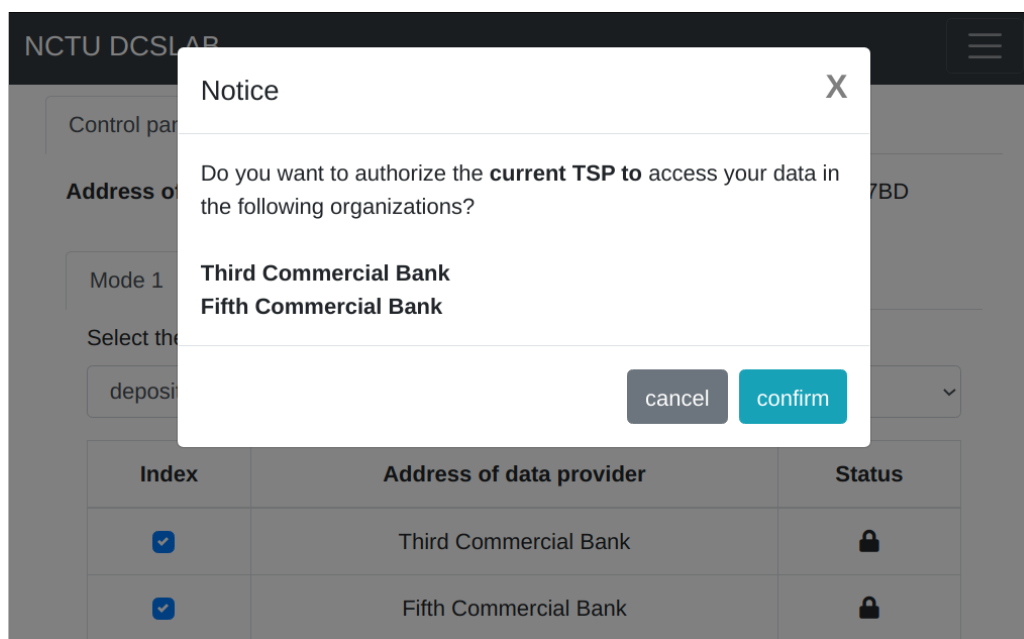 NCTU DCSLAB
Notice
X
Control pan
Do you want to authorize the current TSP to access your data in
the following organizations?
Address of
7BD
Third Commercial Bank
Fifth Commercial Bank
Mode 1
Select the
deposit
cancel
confirm
Index Address of data provider Status
Third Commercial Bank
Fifth Commercial Bank